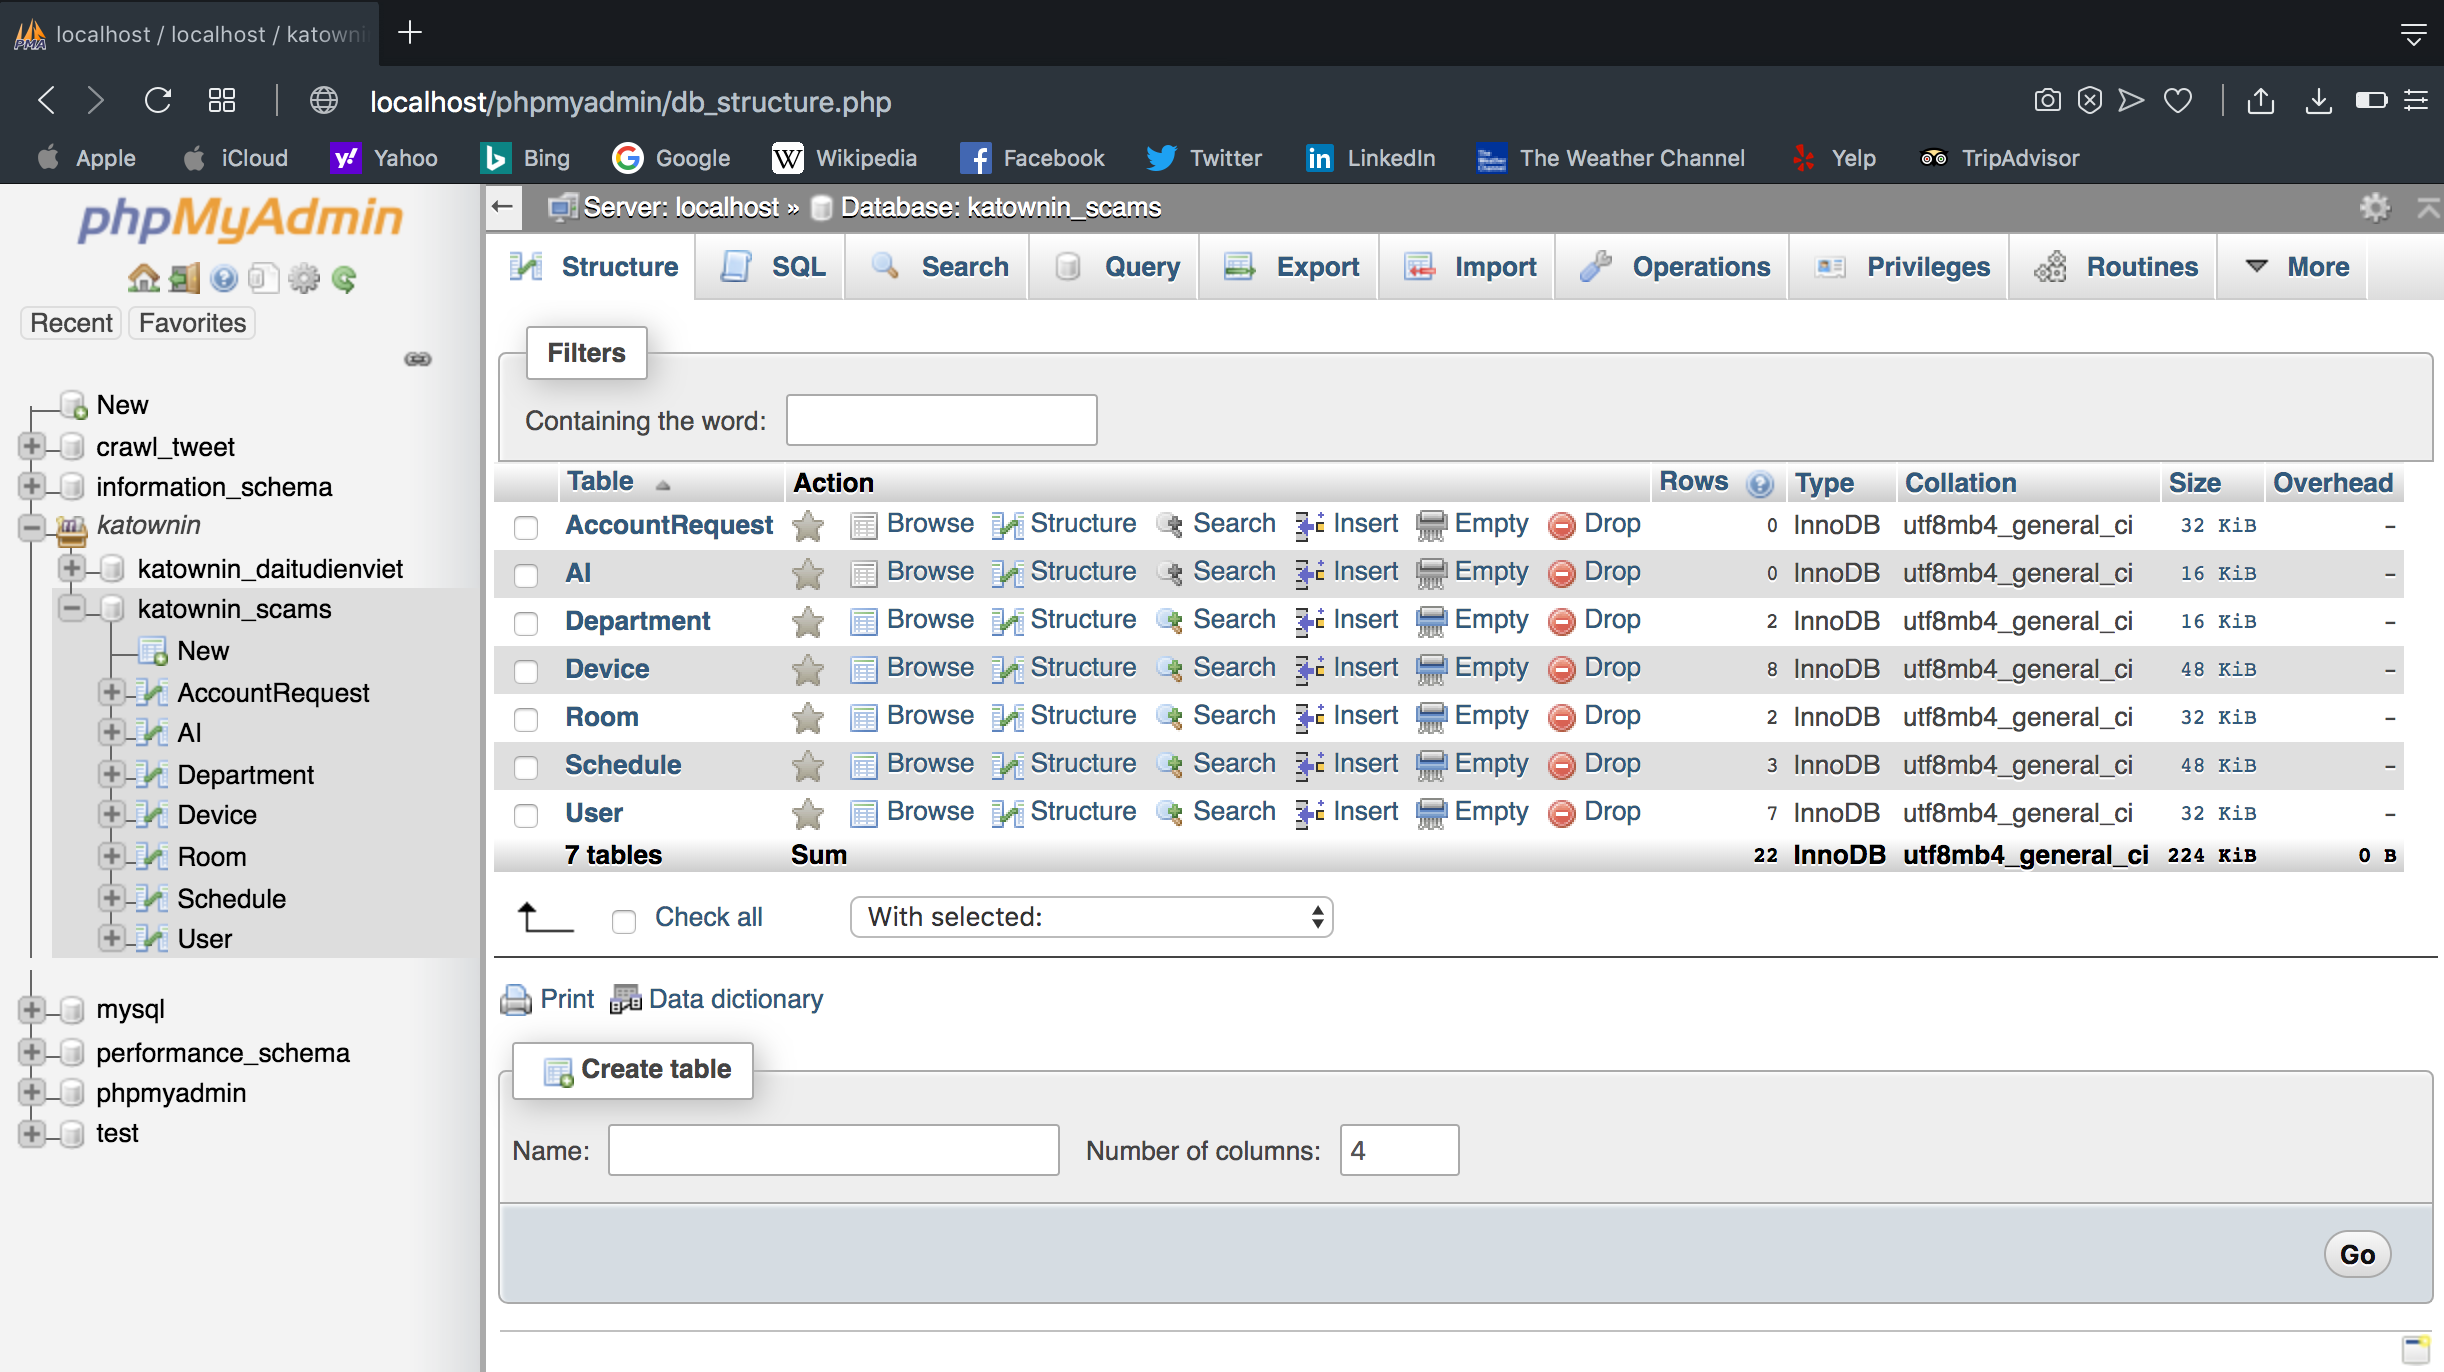 localhost / localhost / katowni
localhost/phpmyadmin/db_structure.php
Apple iCloud Yahoo Bing Google Wikipedia Facebook Twitter LinkedIn The Weather Channel Yelp TripAdvisor
phpMyAdmin
Recent Favorites
New
crawl_tweet
information_schema
katownin
katownin_daitudienviet
katownin_scams
New
AccountRequest
AI
Department
Device
Room
Schedule
User
mysql
performance_schema
phpmyadmin
test
Server: localhost » Database: katownin_scams
Structure SQL Search Query Export Import Operations Privileges Routines More
Filters
Containing the word:
Table Action Rows Type Collation Size Overhead
AccountRequest Browse Structure Search Insert Empty Drop 0 InnoDB utf8mb4_general_ci 32 KiB –
AI Browse Structure Search Insert Empty Drop 0 InnoDB utf8mb4_general_ci 16 KiB –
Department Browse Structure Search Insert Empty Drop 2 InnoDB utf8mb4_general_ci 16 KiB –
Device Browse Structure Search Insert Empty Drop 8 InnoDB utf8mb4_general_ci 48 KiB –
Room Browse Structure Search Insert Empty Drop 2 InnoDB utf8mb4_general_ci 32 KiB –
Schedule Browse Structure Search Insert Empty Drop 3 InnoDB utf8mb4_general_ci 48 KiB –
User Browse Structure Search Insert Empty Drop 7 InnoDB utf8mb4_general_ci 32 KiB –
7 tables Sum 22 InnoDB utf8mb4_general_ci 224 KiB 0 B
Check all With selected:
Print Data dictionary
Create table
Name: Number of columns: 4
Go